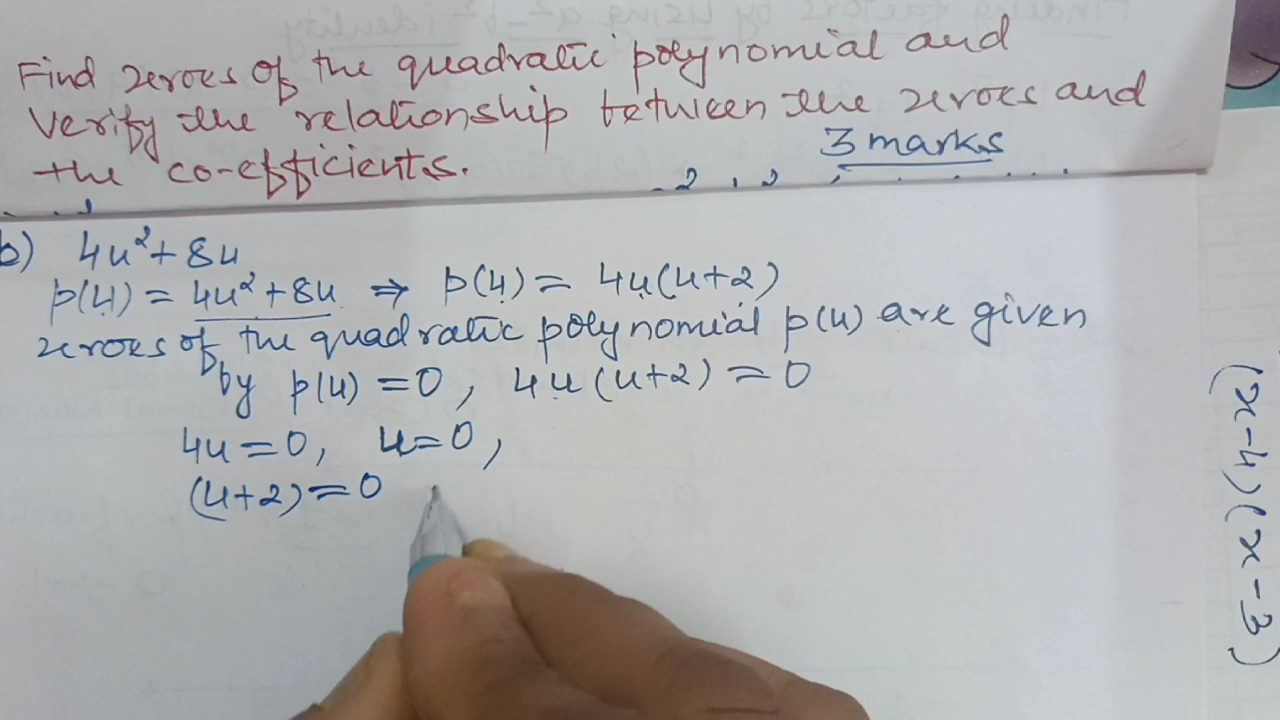 Find zeroes of the quadratic polynomial and
verify the relationship between the zeroes and
the co-efficients.
3 marks
b) 4u²+8u
p(u) = 4u²+8u ⇒ p(u) = 4u(u+2)
zeroes of the quadratic polynomial p(u) are given
by p(u) = 0, 4u(u+2) = 0
4u = 0, u = 0,
(u+2) = 0
(x-4)(x-3)